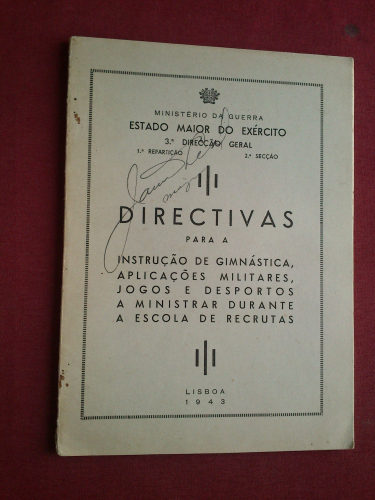 MINISTÉRIO DA GUERRA
ESTADO MAIOR DO EXÉRCITO
3.ª DIRECÇÃO GERAL
1.ª REPARTIÇÃO 2.ª SECÇÃO
DIRECTIVAS
PARA A
INSTRUÇÃO DE GIMNÁSTICA,
APLICAÇÕES MILITARES,
JOGOS E DESPORTOS
A MINISTRAR DURANTE
A ESCOLA DE RECRUTAS
LISBOA
1943